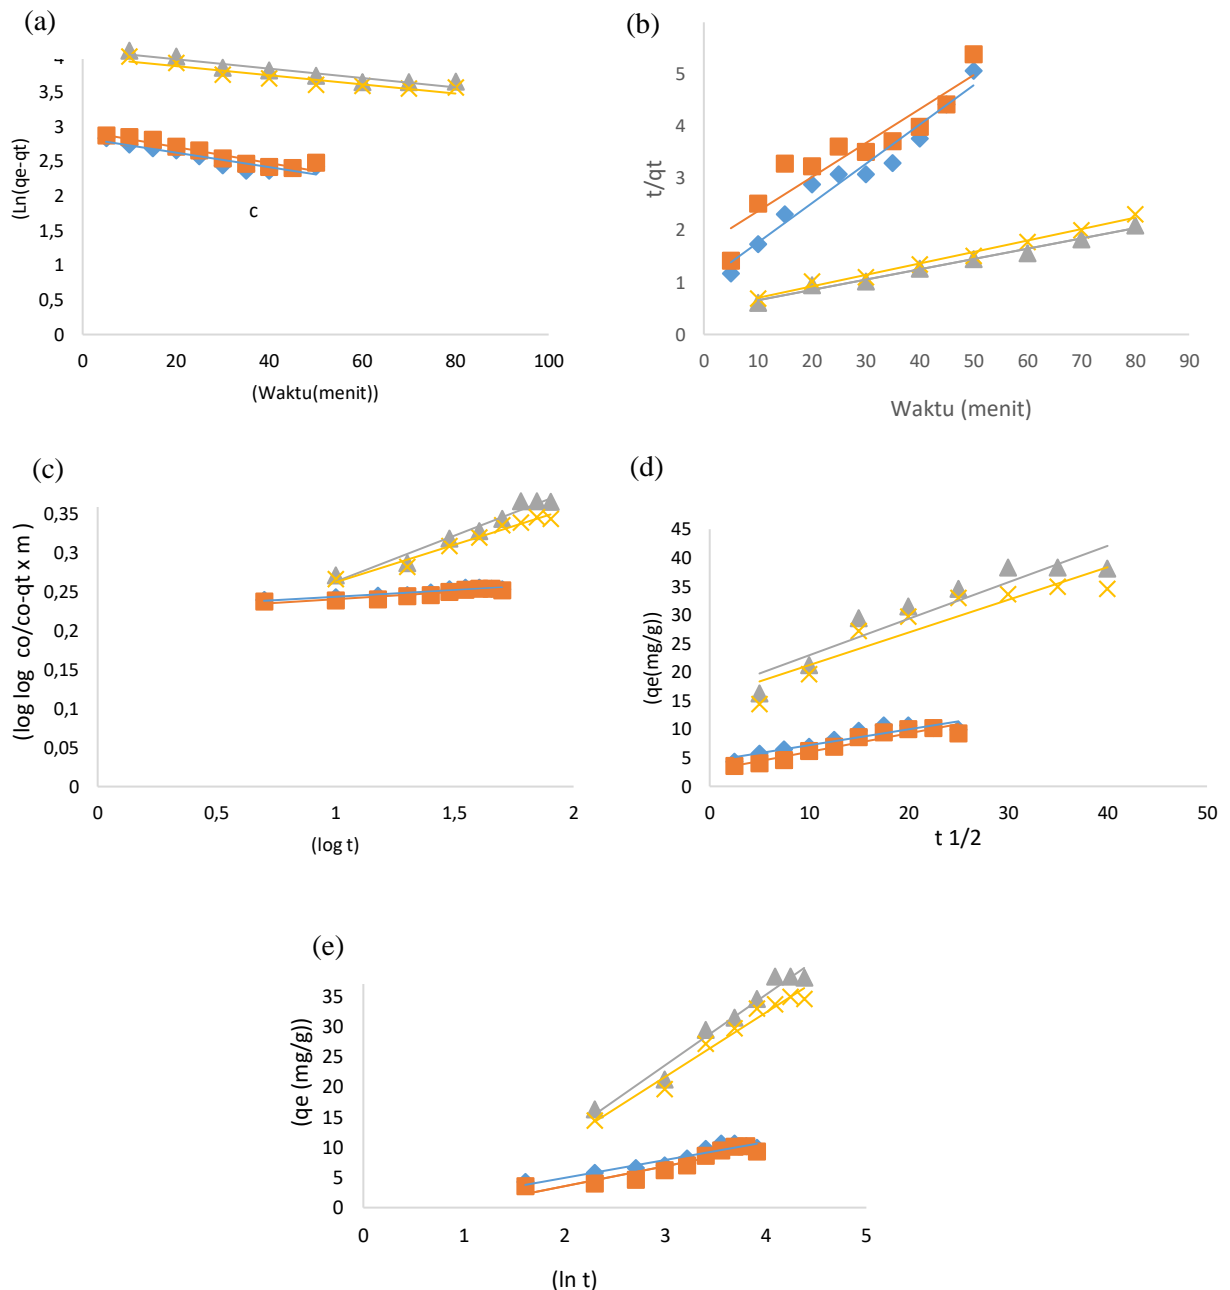 (a)
4
3,5
3
2,5
2
1,5
1
0,5
0
(Ln(qe-qt)
c
0 20 40 60 80 100
(Waktu(menit))
(b)
5
4
3
2
1
0
t/qt
0 10 20 30 40 50 60 70 80 90
Waktu (menit)
(c)
0,35
0,3
0,25
0,2
0,15
0,1
0,05
0
(log log co/co-qt x m)
0 0,5 1 1,5 2
(log t)
(d)
45
40
35
30
25
20
15
10
5
0
(qe(mg/g)
0 10 20 30 40 50
t 1/2
(e)
35
30
25
20
15
10
5
0
(qe (mg/g))
0 1 2 3 4 5
(ln t)